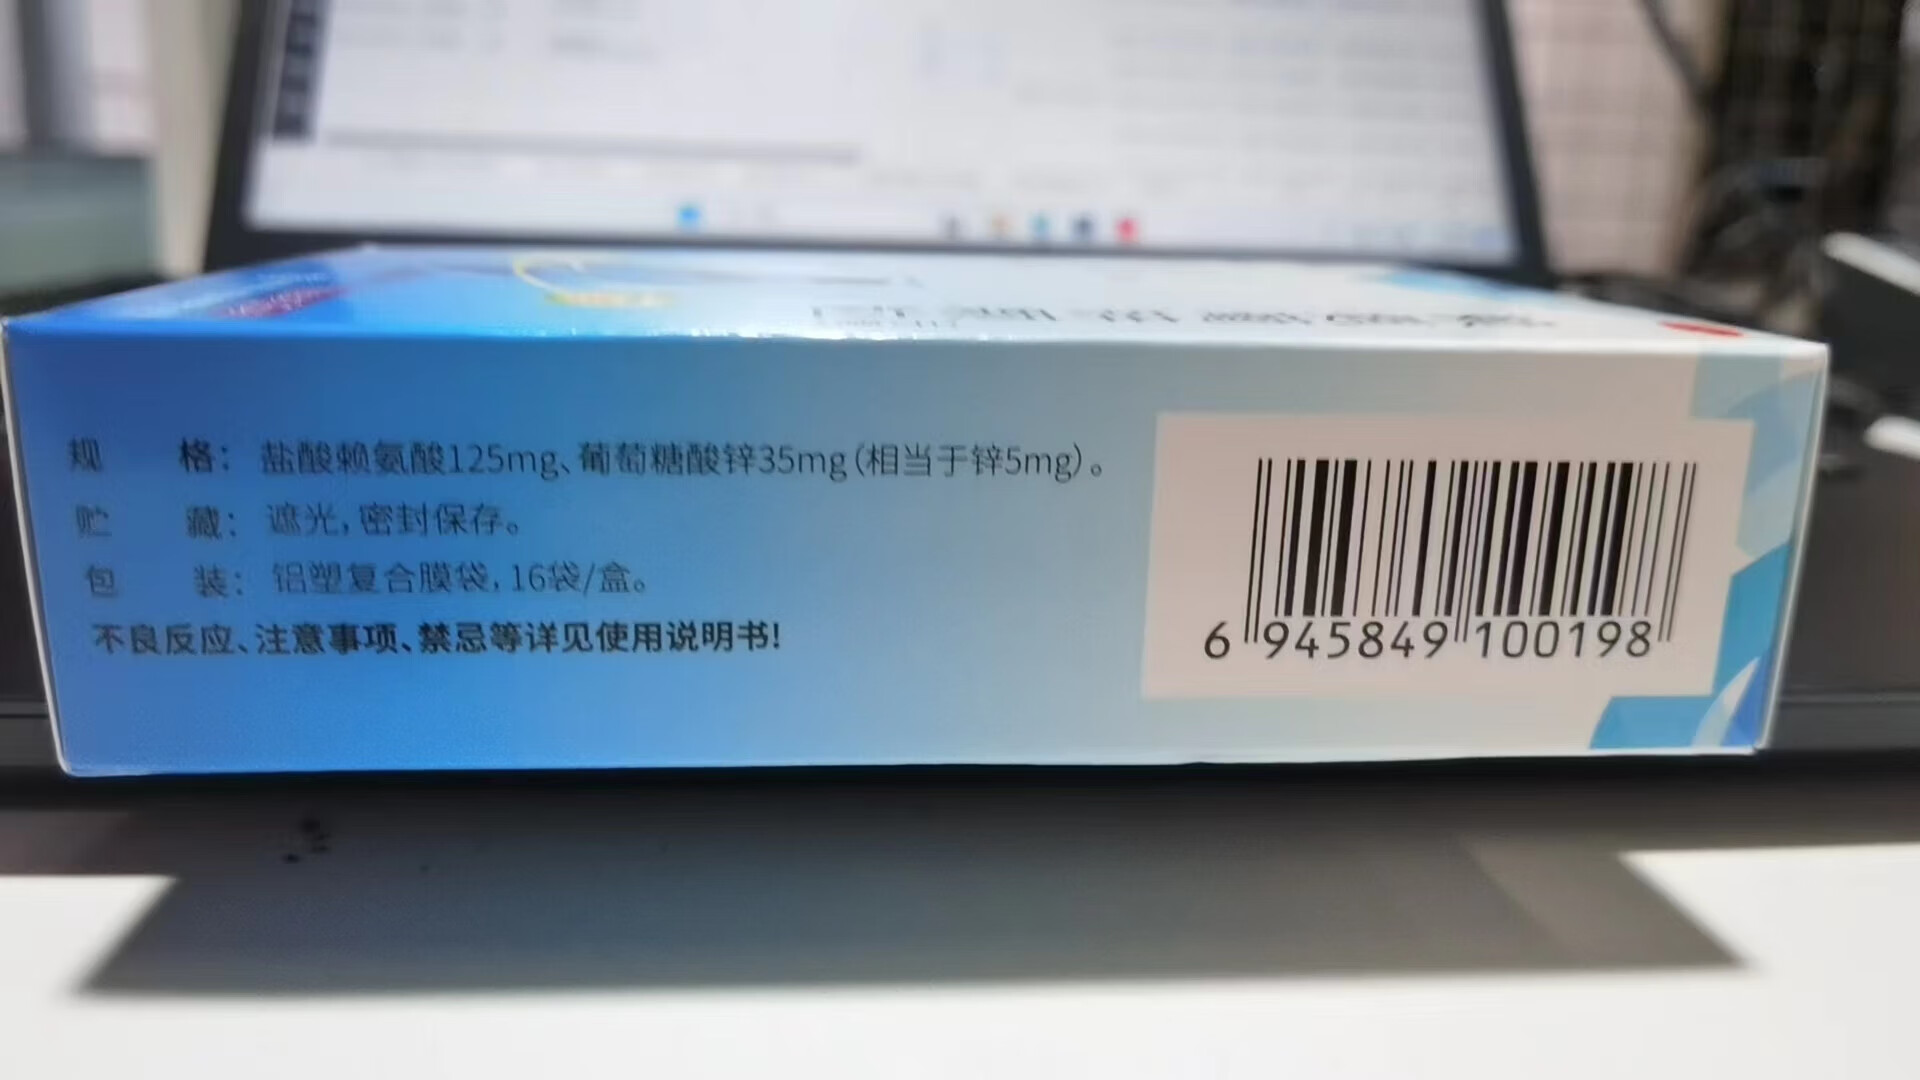 规 格：盐酸赖氨酸125mg、葡萄糖酸锌35mg(相当于锌5mg)。
贮 藏：遮光,密封保存。
包 装：铝塑复合膜袋,16袋/盒。
不良反应、注意事项、禁忌等详见使用说明书!
6 945849 100198